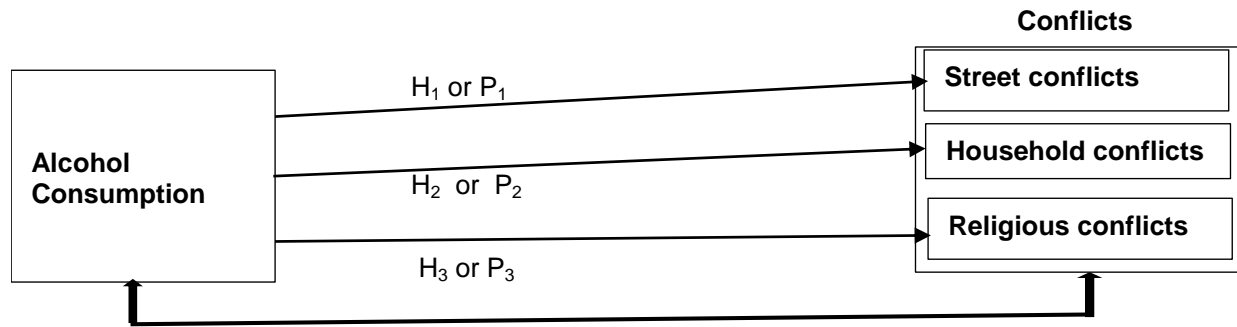 Conflicts
Street conflicts
H₁ or P₁
Alcohol
Consumption
Household conflicts
H₂ or P₂
Religious conflicts
H₃ or P₃